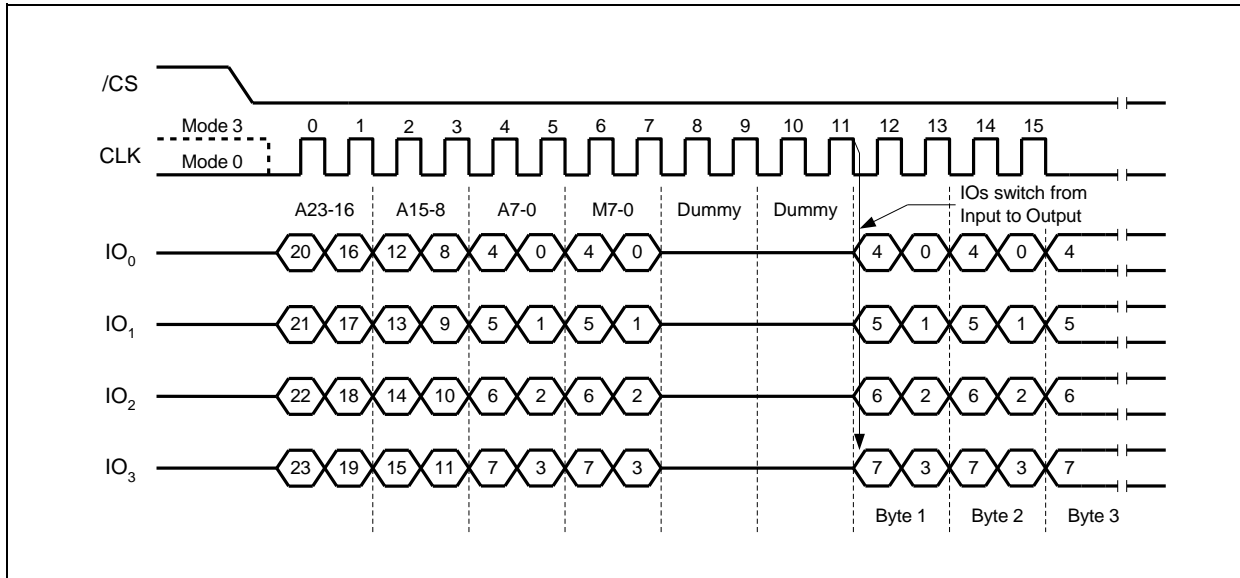 /CS
Mode 3
CLK
Mode 0
0 1 2 3 4 5 6 7 8 9 10 11 12 13 14 15
A23-16 A15-8 A7-0 M7-0 Dummy Dummy
IOs switch from
Input to Output
IO0 20 16 12 8 4 0 4 0 4 0 4 0 4
IO1 21 17 13 9 5 1 5 1 5 1 5 1 5
IO2 22 18 14 10 6 2 6 2 6 2 6 2 6
IO3 23 19 15 11 7 3 7 3 7 3 7 3 7
Byte 1 Byte 2 Byte 3